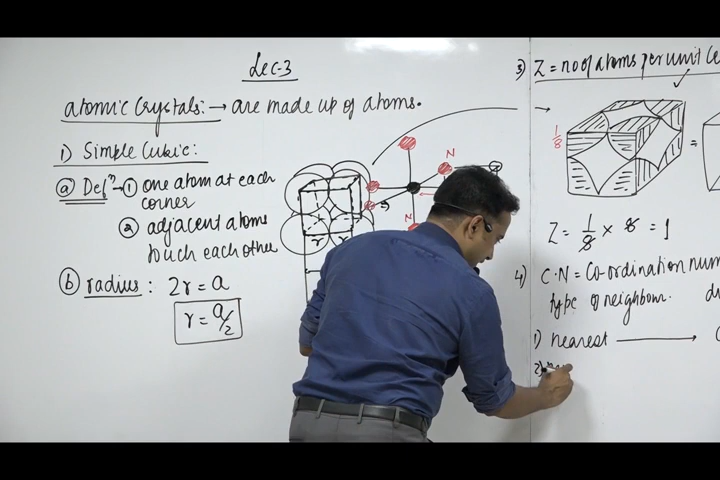 Lec-3
Atomic Crystals: → are made up of atoms.
1) Simple Cubic:
ⓐ Defⁿ → ① one atom at each corner
② adjacent atoms touch each other
ⓑ radius: 2r = a
r = a/2
r r
N
N
3) Z = no of atoms per unit Ce
1/8
=
Z = 1/8 × 8 = 1
4) C.N = Co-ordination num
type of neighbour.
1) nearest
2)